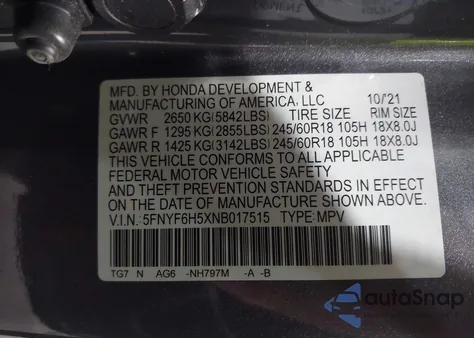 MFD. BY HONDA DEVELOPMENT &
MANUFACTURING OF AMERICA, LLC 10/'21
GVWR 2650 KG(5842LBS) TIRE SIZE RIM SIZE
GAWR F 1295 KG(2855LBS) 245/60R18 105H 18X8.0J
GAWR R 1425 KG(3142LBS) 245/60R18 105H 18X8.0J
THIS VEHICLE CONFORMS TO ALL APPLICABLE
FEDERAL MOTOR VEHICLE SAFETY
AND THEFT PREVENTION STANDARDS IN EFFECT
ON THE DATE OF MANUFACTURE SHOWN ABOVE.
V.I.N. 5FNYF6H5XNB017515 TYPE: MPV
TG7 N AG6 -NH797M -A -B
autoSnap